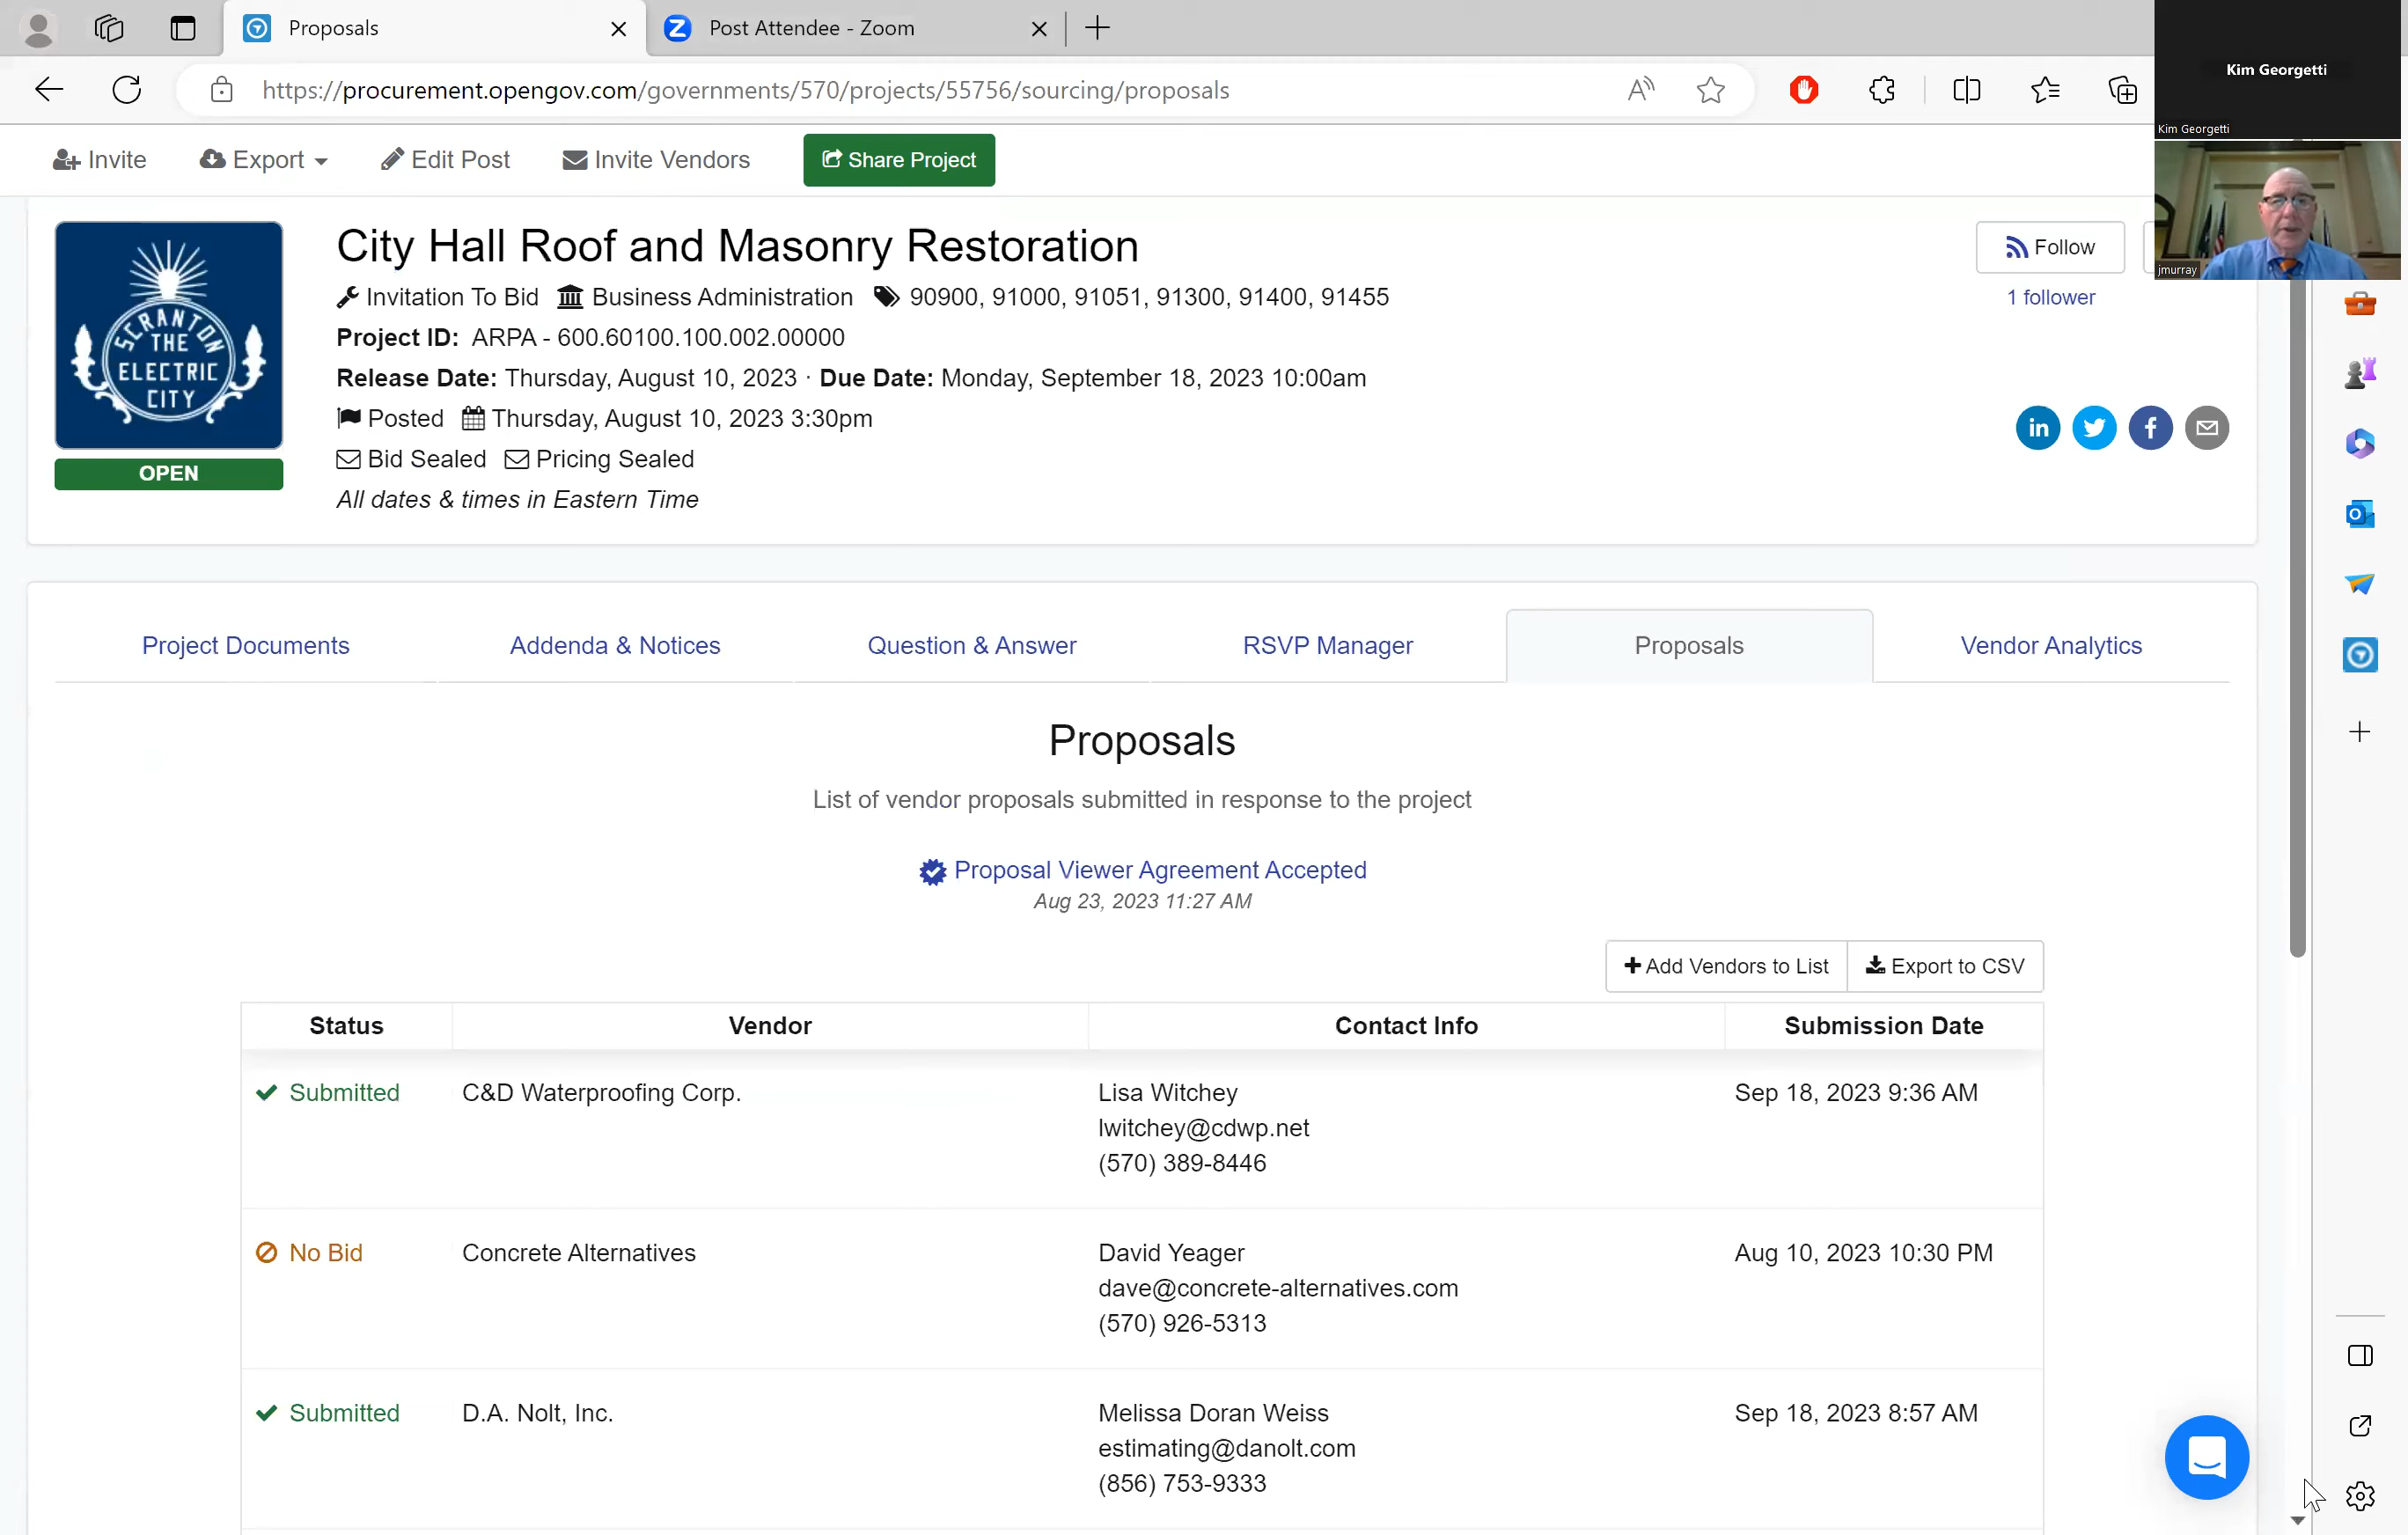 Proposals
Post Attendee - Zoom
https://procurement.opengov.com/governments/570/projects/55756/sourcing/proposals
Kim Georgetti
Kim Georgetti
jmurray
Invite
Export
Edit Post
Invite Vendors
Share Project
SCRANTON
THE
ELECTRIC
CITY
OPEN
City Hall Roof and Masonry Restoration
Invitation To Bid Business Administration 90900, 91000, 91051, 91300, 91400, 91455
Project ID: ARPA - 600.60100.100.002.00000
Release Date: Thursday, August 10, 2023 · Due Date: Monday, September 18, 2023 10:00am
Posted Thursday, August 10, 2023 3:30pm
Bid Sealed Pricing Sealed
All dates & times in Eastern Time
Follow
1 follower
Project Documents
Addenda & Notices
Question & Answer
RSVP Manager
Proposals
Vendor Analytics
Proposals
List of vendor proposals submitted in response to the project
Proposal Viewer Agreement Accepted
Aug 23, 2023 11:27 AM
Add Vendors to List
Export to CSV
Status Vendor Contact Info Submission Date
Submitted C&D Waterproofing Corp. Lisa Witchey Sep 18, 2023 9:36 AM
lwitchey@cdwp.net
(570) 389-8446
No Bid Concrete Alternatives David Yeager Aug 10, 2023 10:30 PM
dave@concrete-alternatives.com
(570) 926-5313
Submitted D.A. Nolt, Inc. Melissa Doran Weiss Sep 18, 2023 8:57 AM
estimating@danolt.com
(856) 753-9333